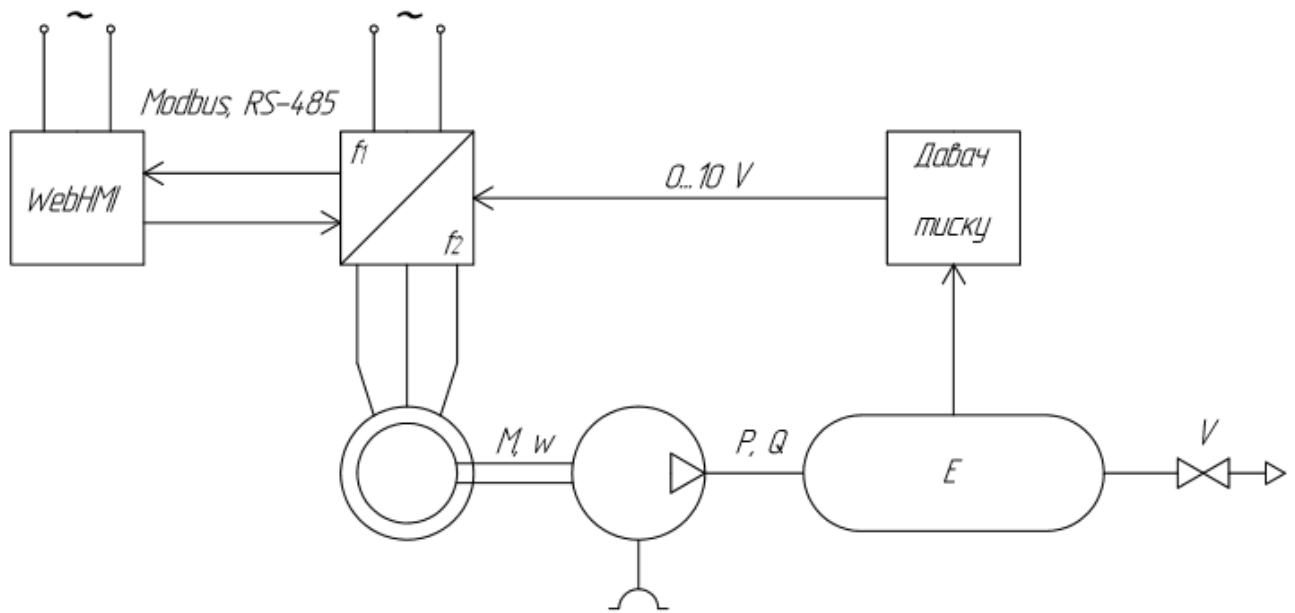 ~ ~
Modbus, RS-485
WebHMI
f1
f2
0...10 V
Давач
тиску
M, w
P, Q
E
V